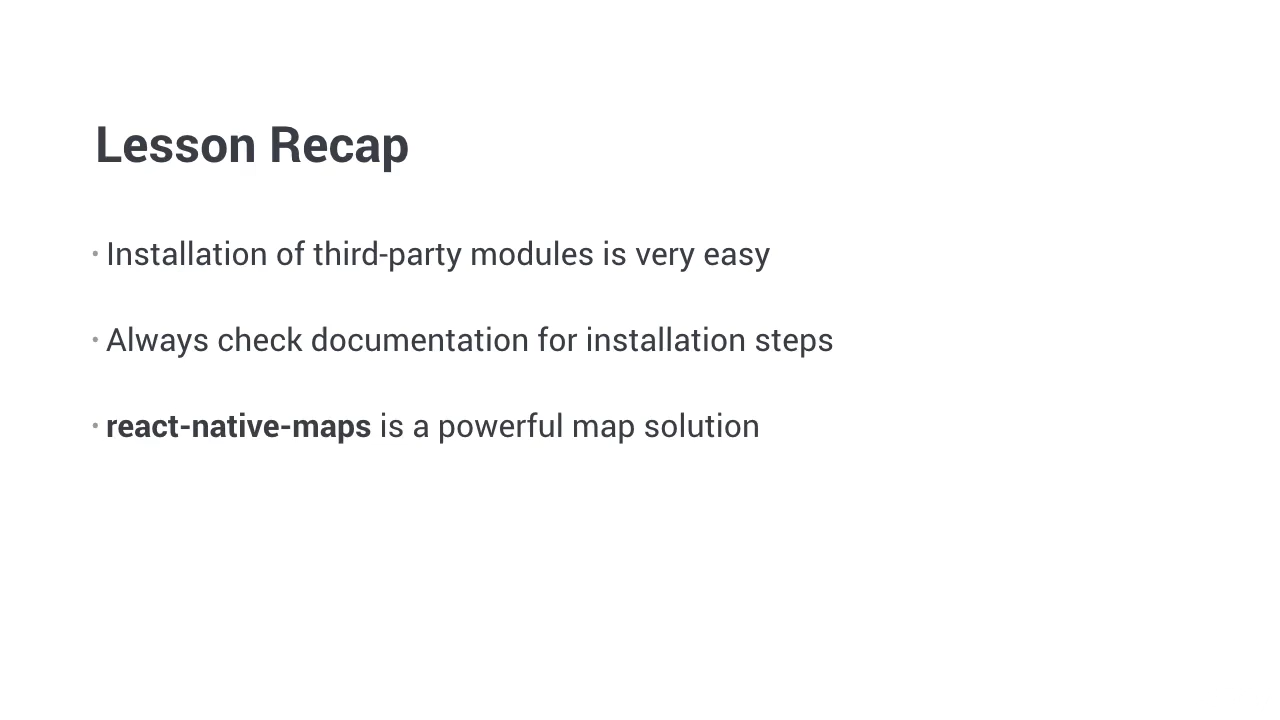 Lesson Recap
· Installation of third-party modules is very easy
· Always check documentation for installation steps
· react-native-maps is a powerful map solution